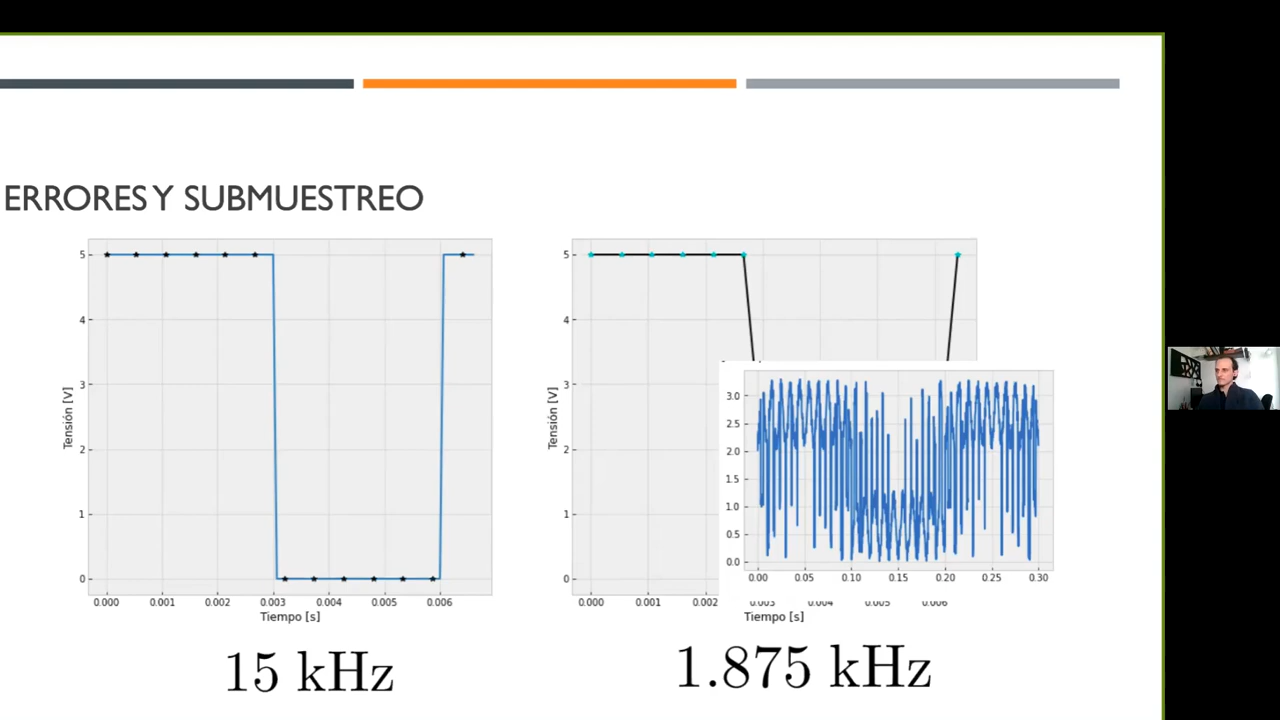 ERRORES Y SUBMUESTREO
5
4
3
2
1
0
Tensión [V]
0.000 0.001 0.002 0.003 0.004 0.005 0.006
Tiempo [s]
15 kHz
5
4
3
2
1
0
Tensión [V]
0.000 0.001 0.002 0.003 0.004 0.005 0.006
Tiempo [s]
3.0
2.5
2.0
1.5
1.0
0.5
0.0
0.00 0.05 0.10 0.15 0.20 0.25 0.30
1.875 kHz